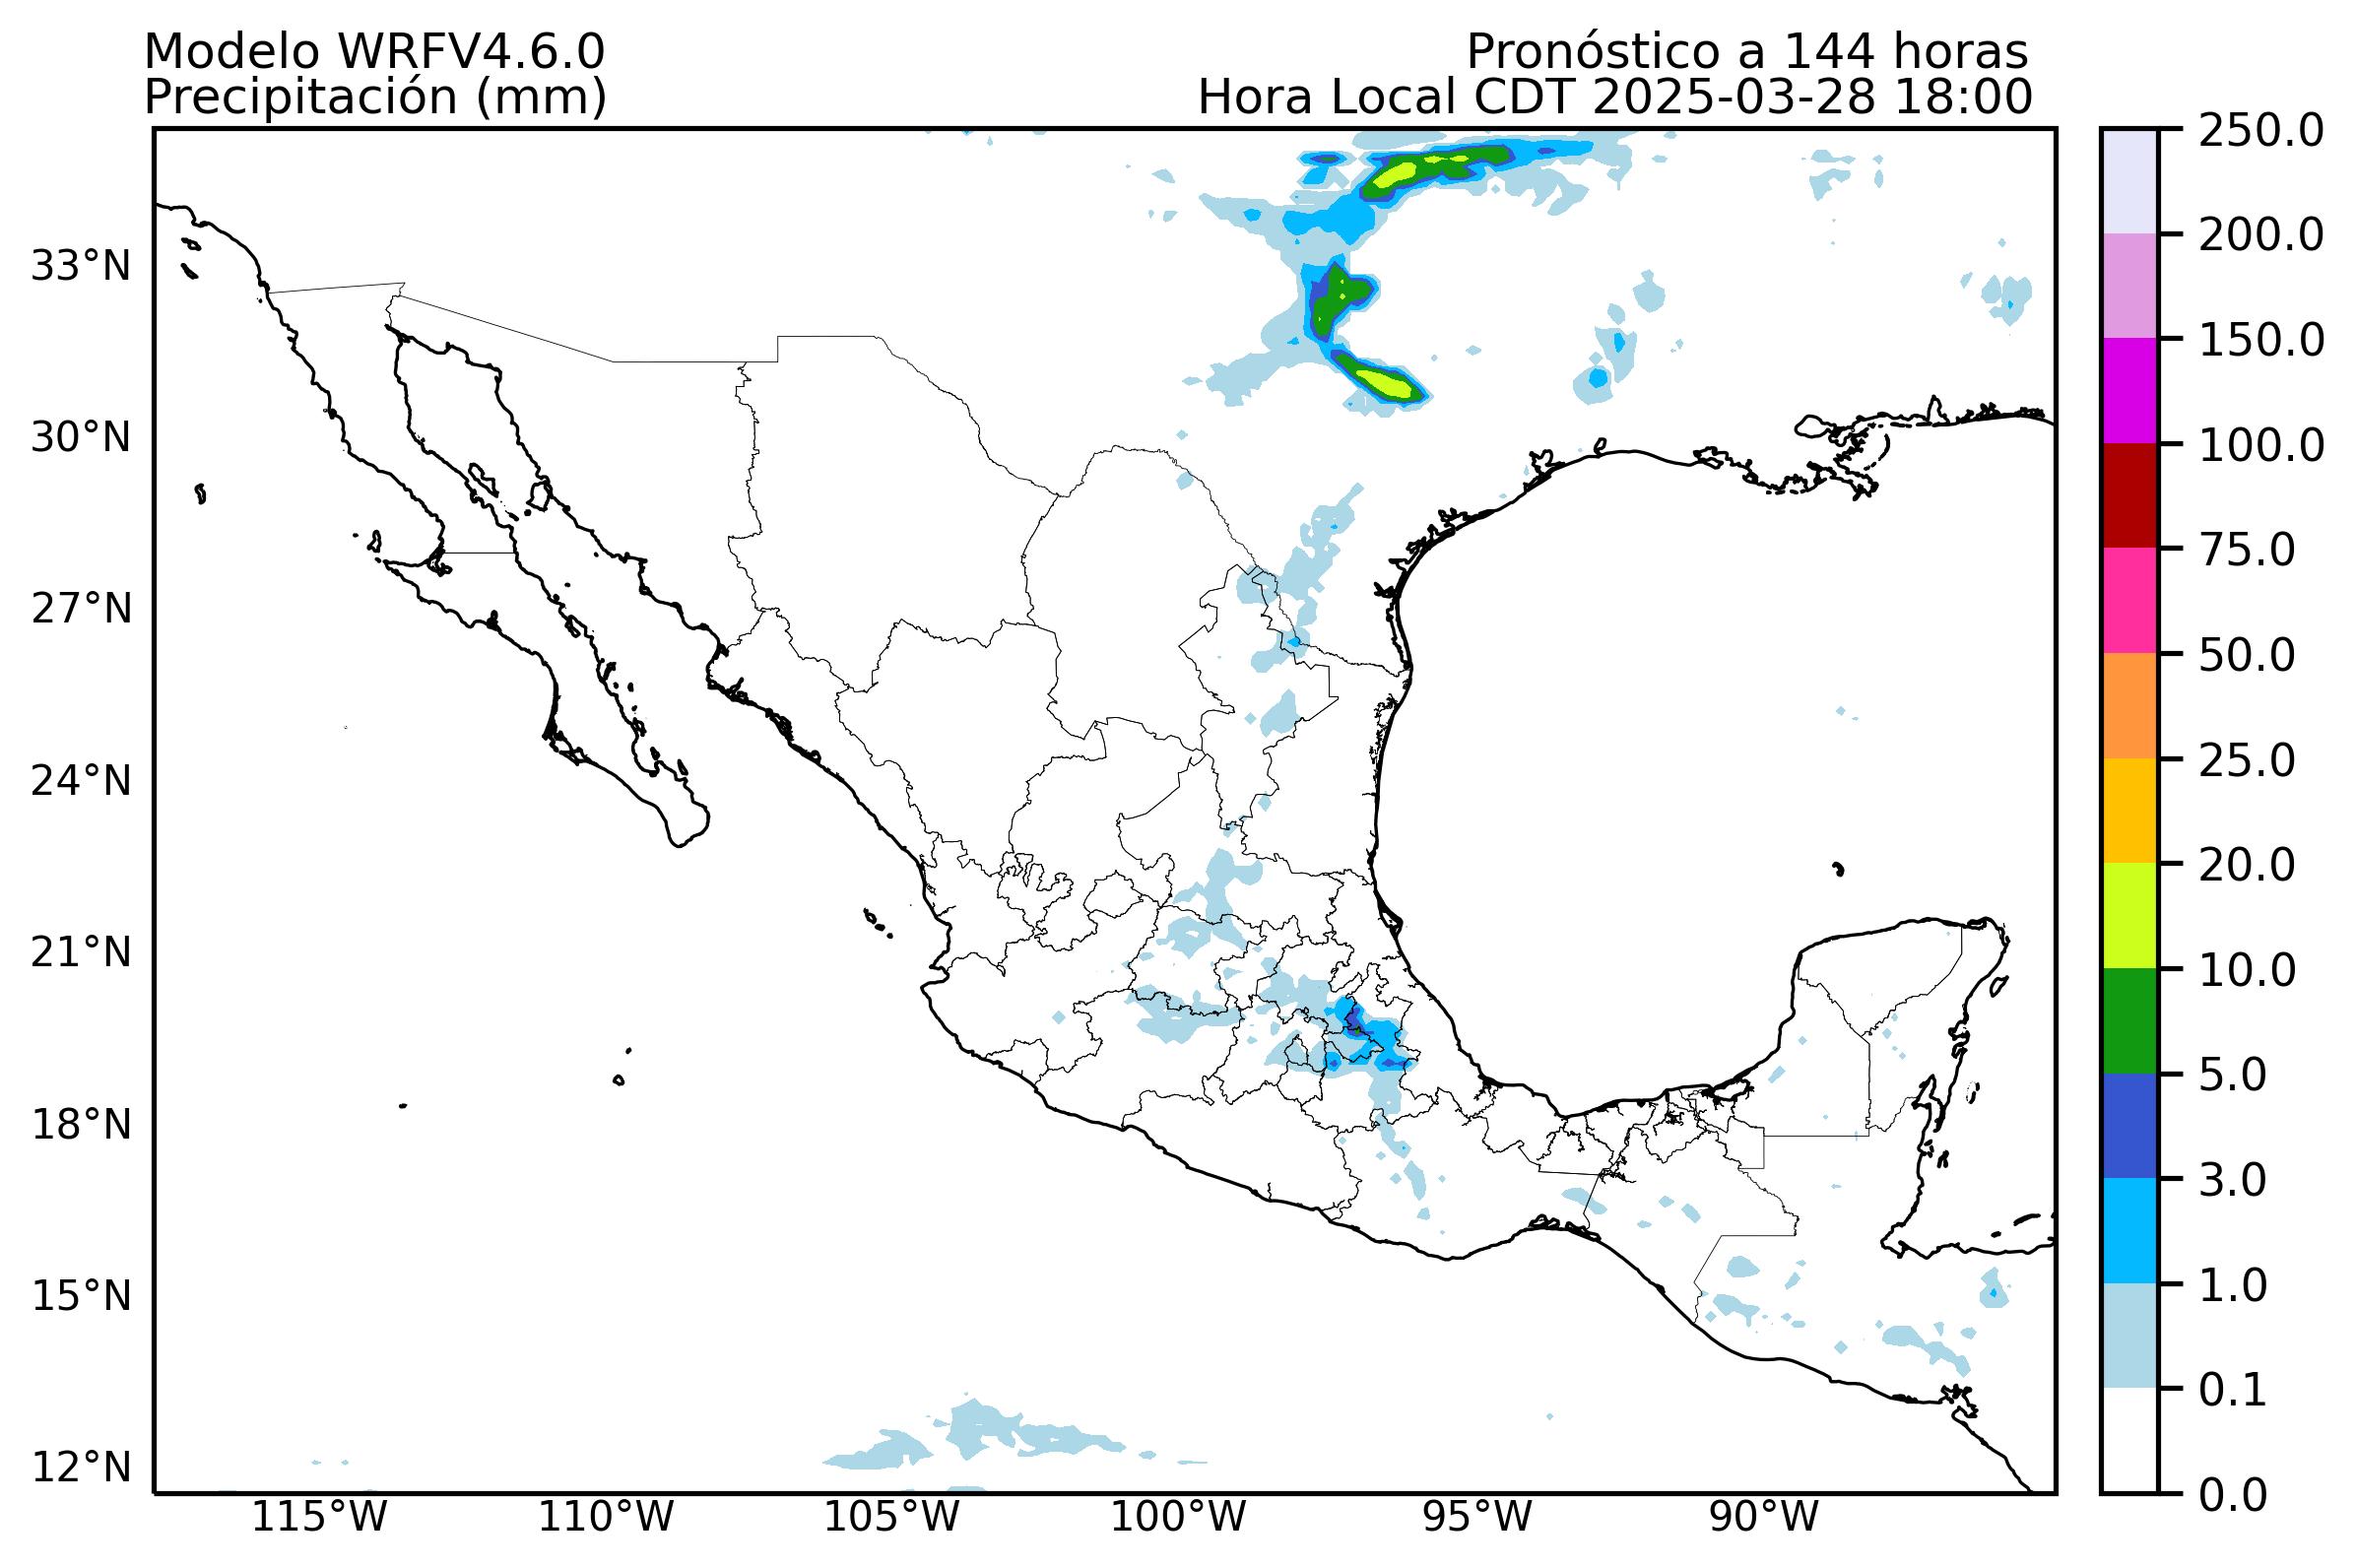 Modelo WRFV4.6.0
Precipitación (mm)
Pronóstico a 144 horas
Hora Local CDT 2025-03-28 18:00
33°N
30°N
27°N
24°N
21°N
18°N
15°N
12°N
115°W
110°W
105°W
100°W
95°W
90°W
250.0
200.0
150.0
100.0
75.0
50.0
25.0
20.0
10.0
5.0
3.0
1.0
0.1
0.0